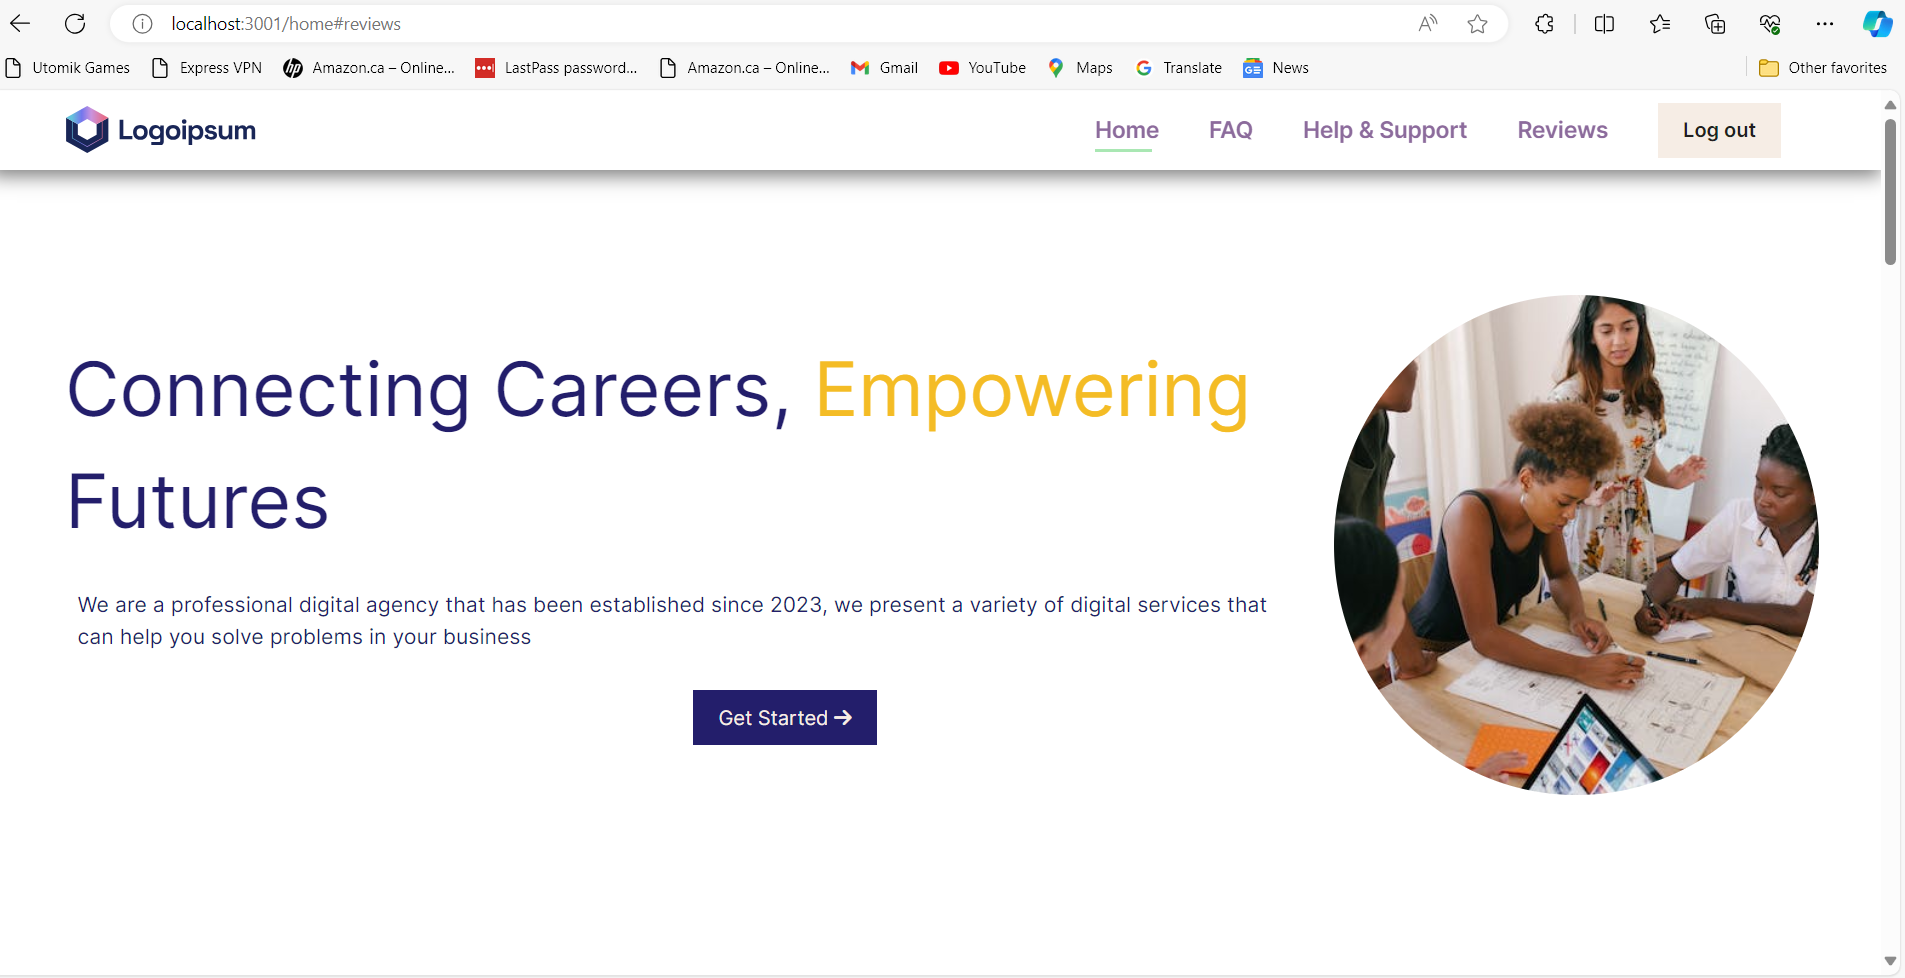 localhost:3001/home#reviews
Utomik Games Express VPN Amazon.ca – Online... LastPass password... Amazon.ca – Online... Gmail YouTube Maps Translate News Other favorites
Logoipsum Home FAQ Help & Support Reviews Log out
Connecting Careers, Empowering
Futures
We are a professional digital agency that has been established since 2023, we present a variety of digital services that
can help you solve problems in your business
Get Started →